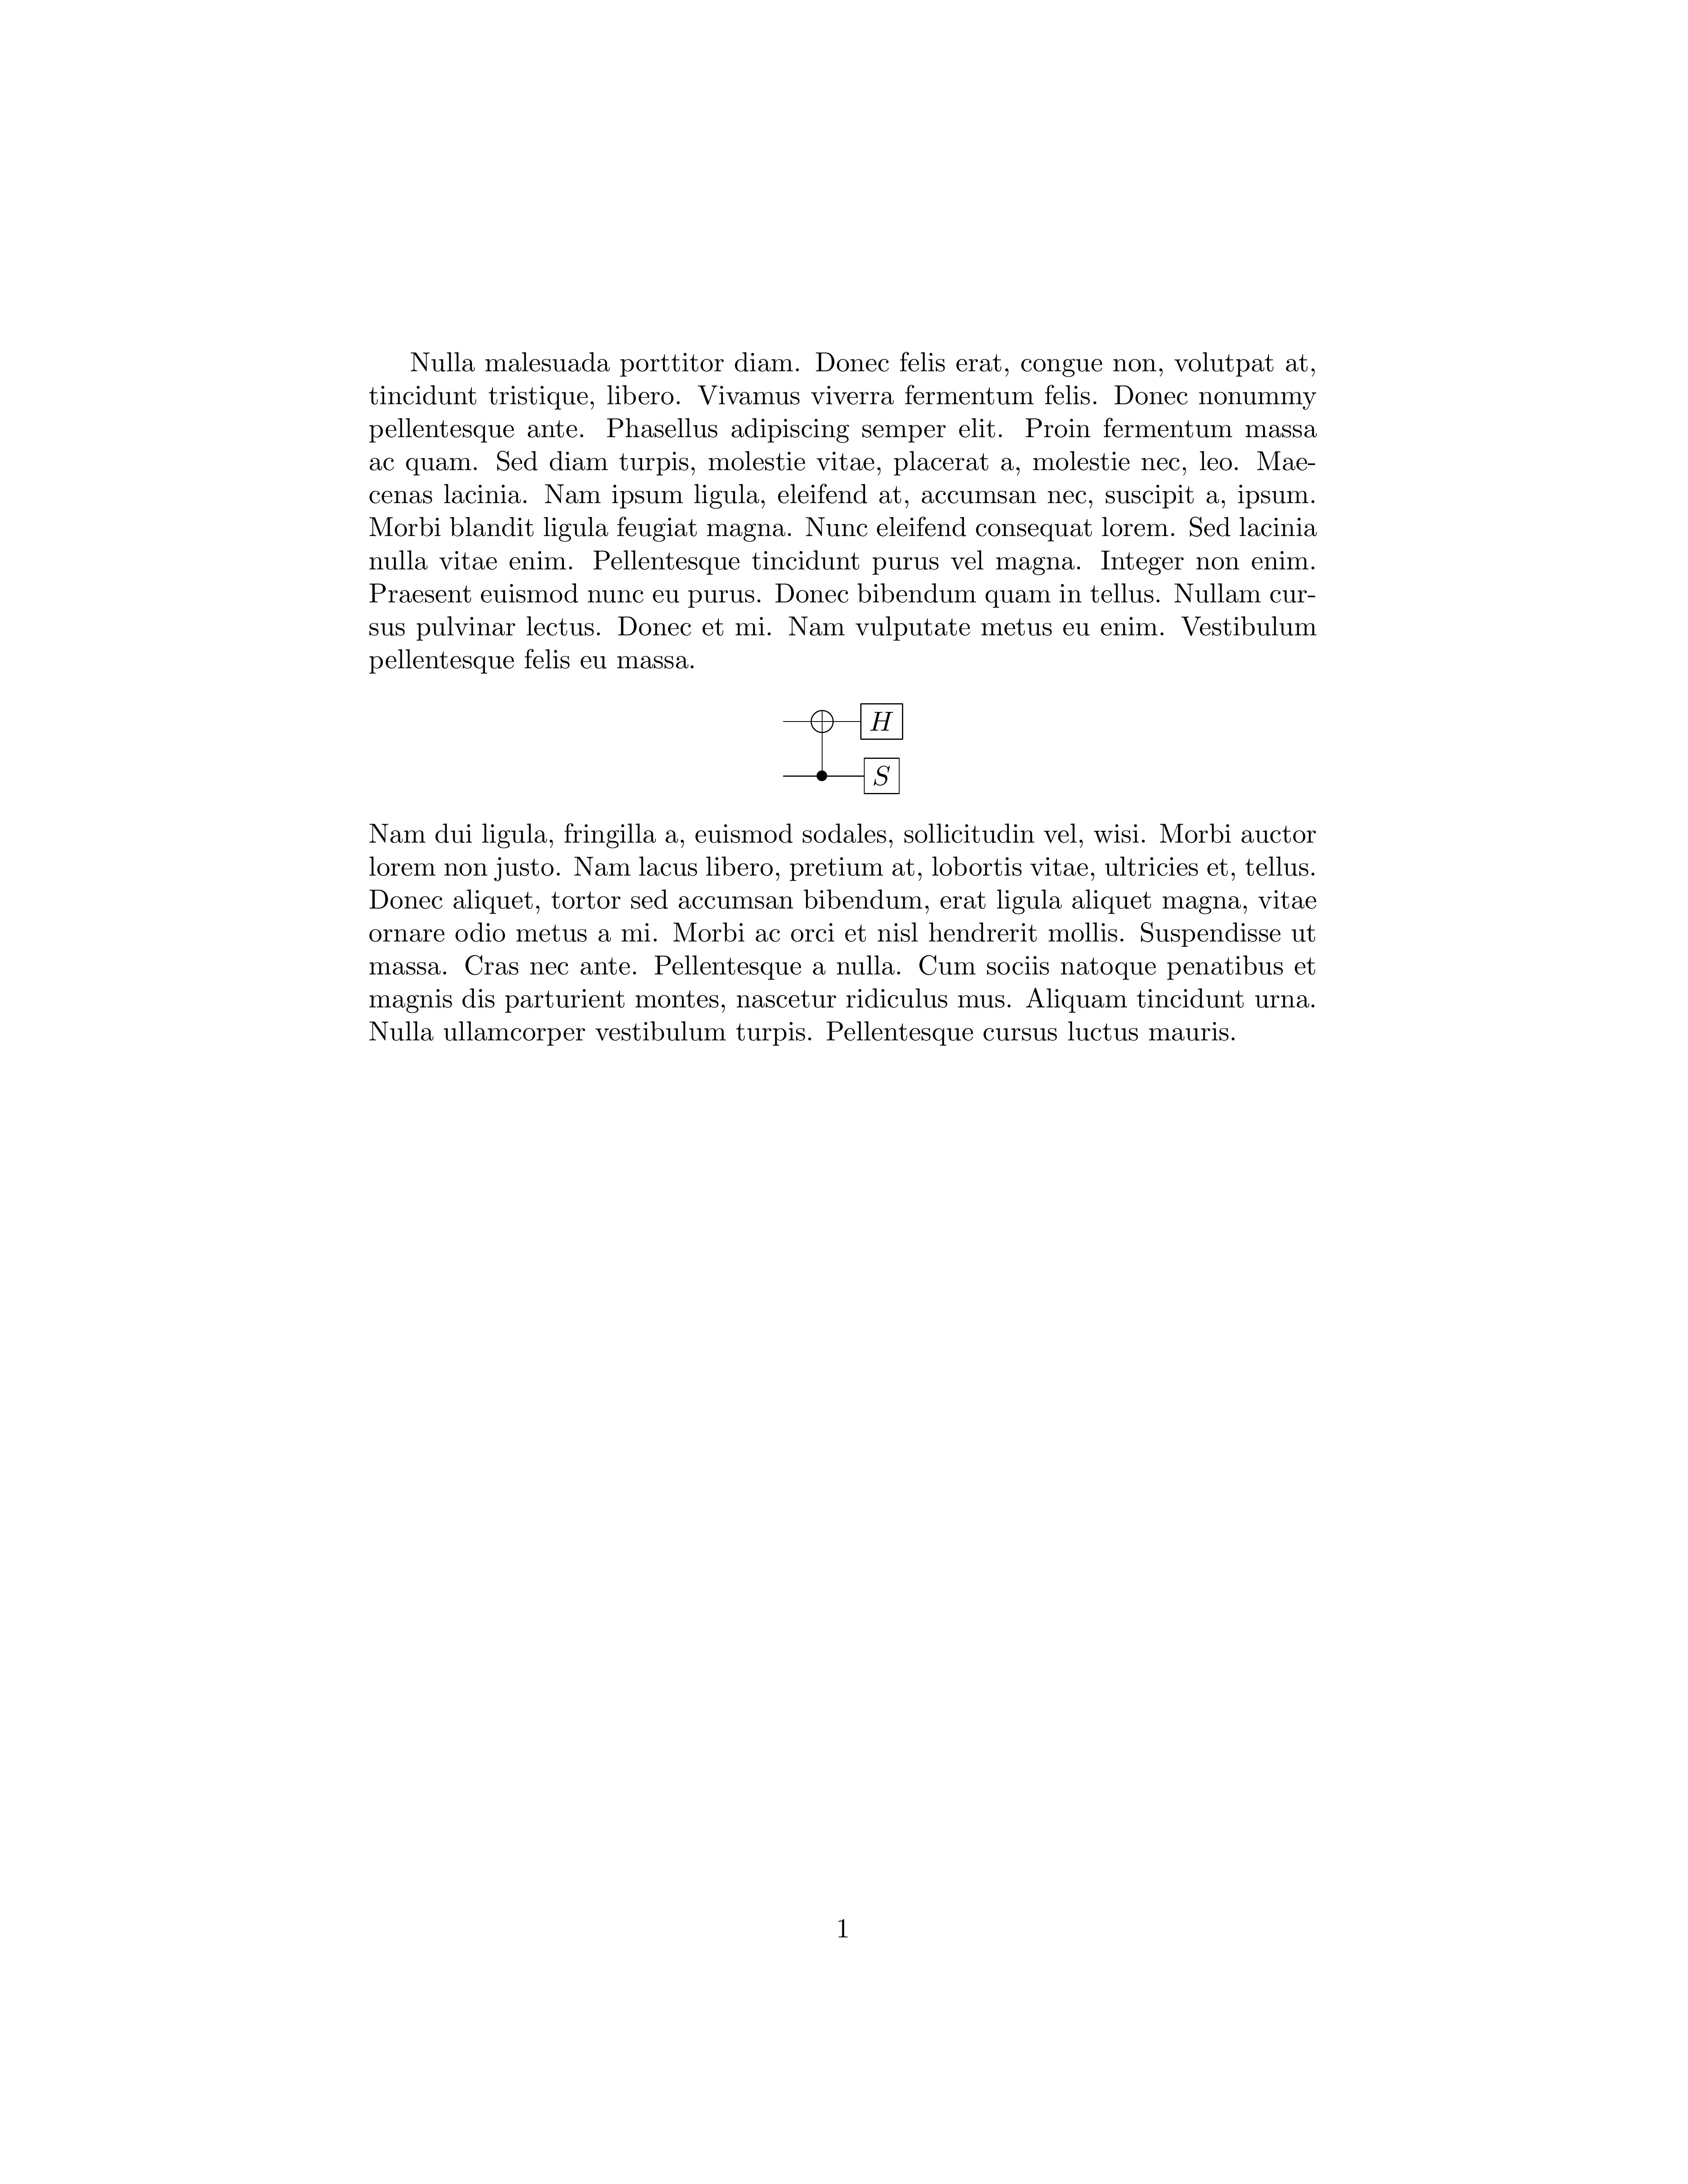 Nulla malesuada porttitor diam. Donec felis erat, congue non, volutpat at,
tincidunt tristique, libero. Vivamus viverra fermentum felis. Donec nonummy
pellentesque ante. Phasellus adipiscing semper elit. Proin fermentum massa
ac quam. Sed diam turpis, molestie vitae, placerat a, molestie nec, leo. Mae-
cenas lacinia. Nam ipsum ligula, eleifend at, accumsan nec, suscipit a, ipsum.
Morbi blandit ligula feugiat magna. Nunc eleifend consequat lorem. Sed lacinia
nulla vitae enim. Pellentesque tincidunt purus vel magna. Integer non enim.
Praesent euismod nunc eu purus. Donec bibendum quam in tellus. Nullam cur-
sus pulvinar lectus. Donec et mi. Nam vulputate metus eu enim. Vestibulum
pellentesque felis eu massa.
H
S
Nam dui ligula, fringilla a, euismod sodales, sollicitudin vel, wisi. Morbi auctor
lorem non justo. Nam lacus libero, pretium at, lobortis vitae, ultricies et, tellus.
Donec aliquet, tortor sed accumsan bibendum, erat ligula aliquet magna, vitae
ornare odio metus a mi. Morbi ac orci et nisl hendrerit mollis. Suspendisse ut
massa. Cras nec ante. Pellentesque a nulla. Cum sociis natoque penatibus et
magnis dis parturient montes, nascetur ridiculus mus. Aliquam tincidunt urna.
Nulla ullamcorper vestibulum turpis. Pellentesque cursus luctus mauris.
1